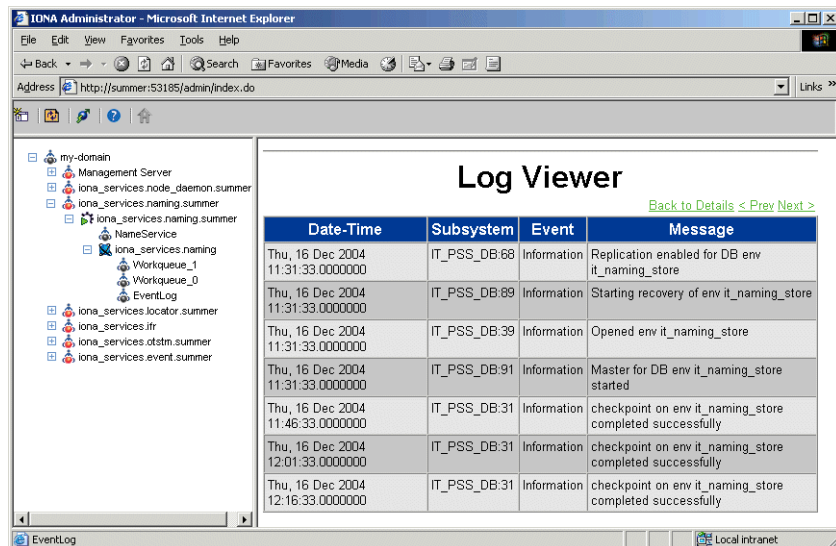 IONA Administrator - Microsoft Internet Explorer
File Edit View Favorites Tools Help
Back Search Favorites Media
Address http://summer:53185/admin/index.do Links »
my-domain
Management Server
iona_services.node_daemon.summer
iona_services.naming.summer
iona_services.naming.summer
NameService
iona_services.naming
Workqueue_1
Workqueue_0
EventLog
iona_services.locator.summer
iona_services.ifr
iona_services.otstm.summer
iona_services.event.summer
Log Viewer
Back to Details < Prev Next >
Date-Time Subsystem Event Message
Thu, 16 Dec 2004 IT_PSS_DB:68 Information Replication enabled for DB env
11:31:33.0000000 it_naming_store
Thu, 16 Dec 2004 IT_PSS_DB:89 Information Starting recovery of env it_naming_store
11:31:33.0000000
Thu, 16 Dec 2004 IT_PSS_DB:39 Information Opened env it_naming_store
11:31:33.0000000
Thu, 16 Dec 2004 IT_PSS_DB:91 Information Master for DB env it_naming_store
11:31:33.0000000 started
Thu, 16 Dec 2004 IT_PSS_DB:31 Information checkpoint on env it_naming_store
11:46:33.0000000 completed successfully
Thu, 16 Dec 2004 IT_PSS_DB:31 Information checkpoint on env it_naming_store
12:01:33.0000000 completed successfully
Thu, 16 Dec 2004 IT_PSS_DB:31 Information checkpoint on env it_naming_store
12:16:33.0000000 completed successfully
EventLog Local intranet